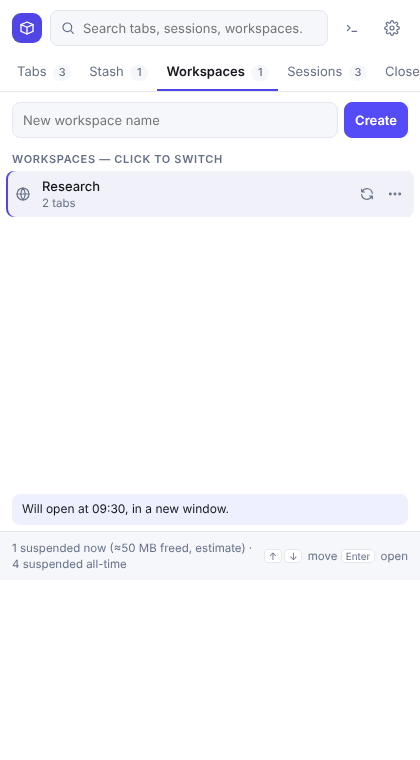 Search tabs, sessions, workspaces.
Tabs 3 Stash 1 Workspaces 1 Sessions 3 Close
New workspace name Create
WORKSPACES — CLICK TO SWITCH
Research
2 tabs
Will open at 09:30, in a new window.
1 suspended now (≈50 MB freed, estimate) ·
4 suspended all-time
↑ ↓ move Enter open